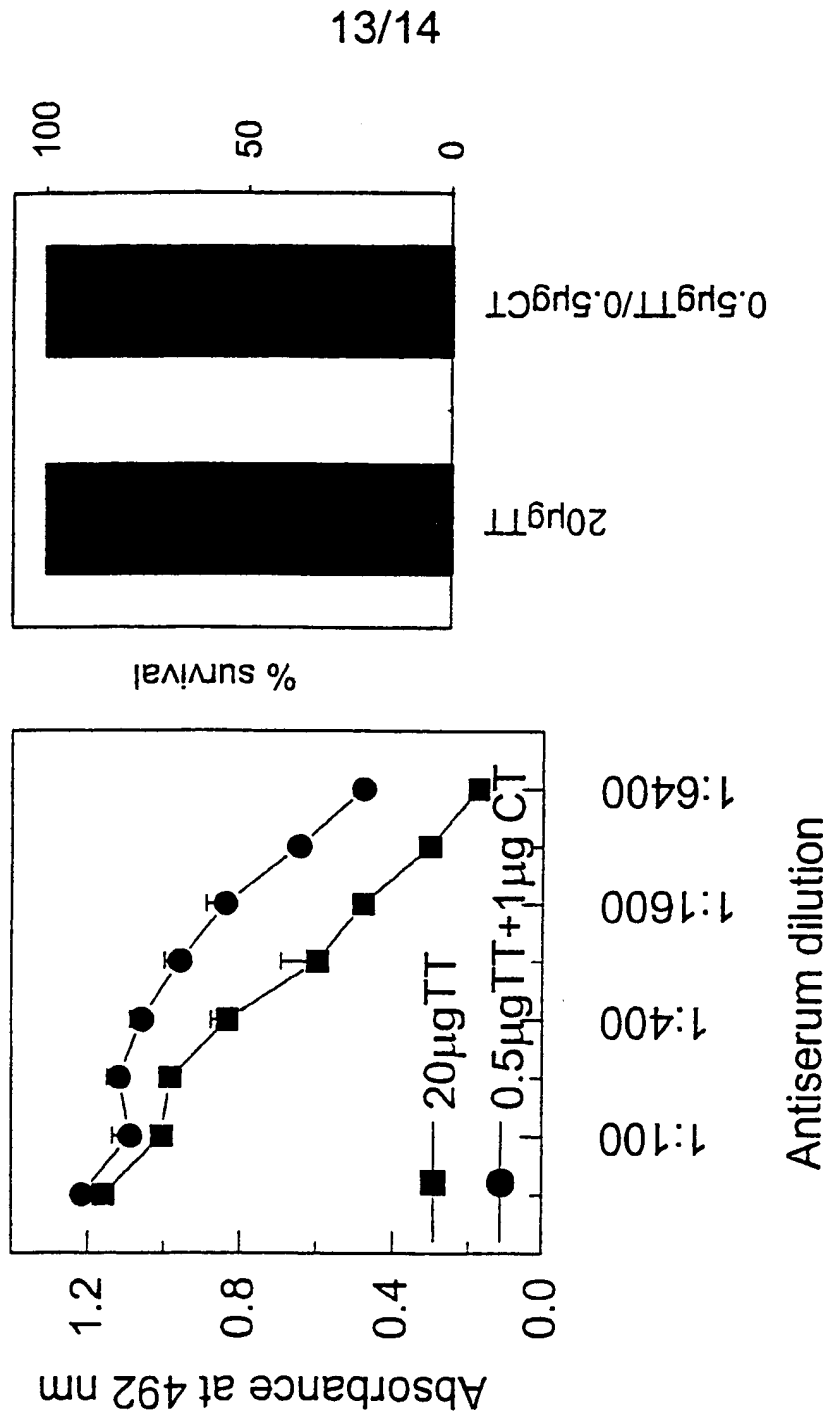 13/14
Absorbance at 492 nm
1.2
0.8
0.4
0.0
1:100
1:400
1:1600
1:6400
Antiserum dilution
20µgTT
0.5µgTT+1µg CT
% survival
100
50
0
20µgTT
0.5µgTT/0.5µgCT